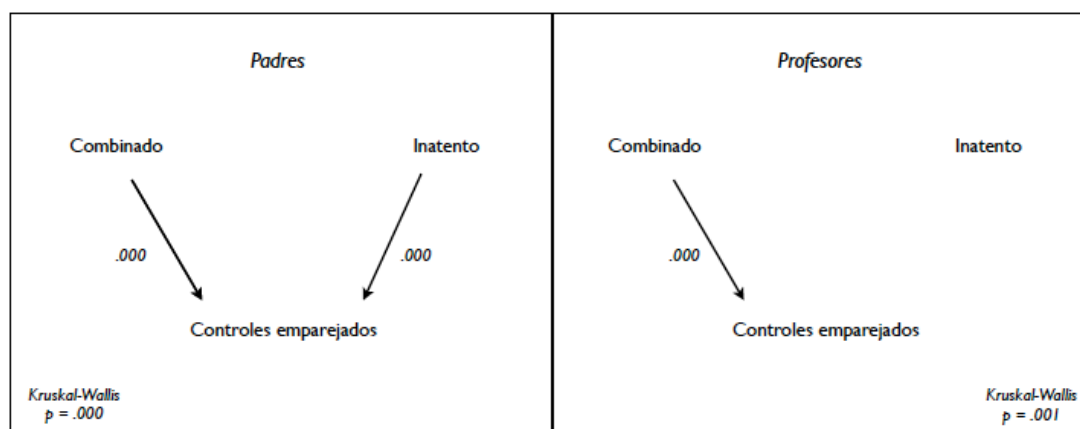 Padres
Combinado
Inatento
.000
.000
Controles emparejados
Kruskal-Wallis
p = .000
Profesores
Combinado
Inatento
.000
Controles emparejados
Kruskal-Wallis
p = .001